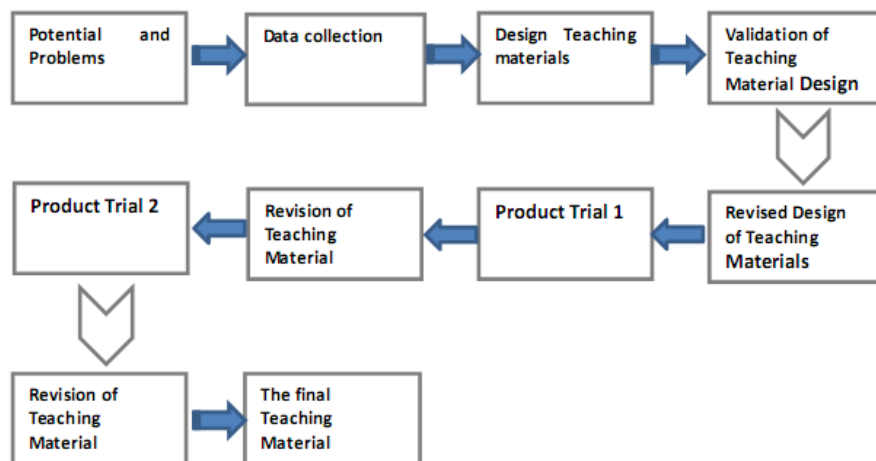 Potential and
Problems
Data collection
Design Teaching
materials
Validation of
Teaching
Material Design
Revised Design
of Teaching
Materials
Product Trial 1
Revision of
Teaching
Material
Product Trial 2
Revision of
Teaching
Material
The final
Teaching
Material